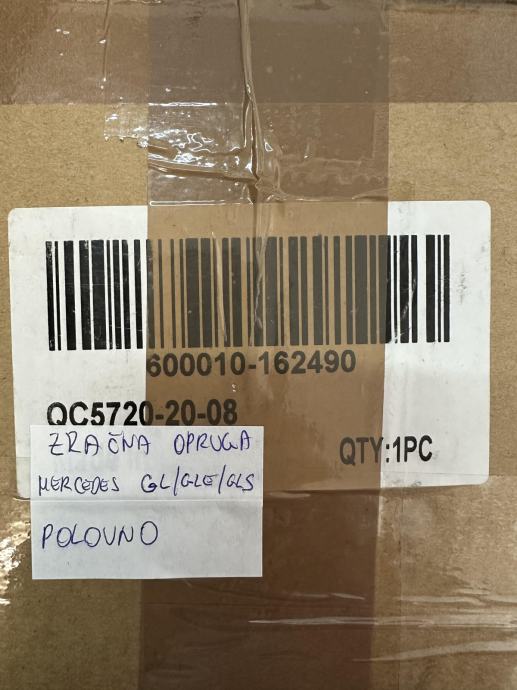 600010-162490
QC5720-20-08
QTY:1PC
ZRAČNA OPRUGA
MERCEDES GL/GLE/GLS
POLOVNO